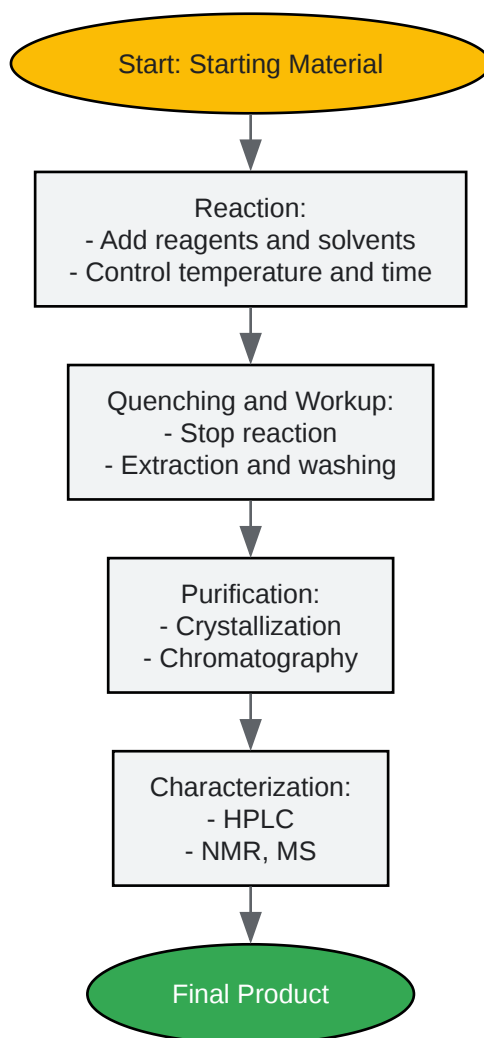 Start: Starting Material
Reaction:
- Add reagents and solvents
- Control temperature and time
Quenching and Workup:
- Stop reaction
- Extraction and washing
Purification:
- Crystallization
- Chromatography
Characterization:
- HPLC
- NMR, MS
Final Product